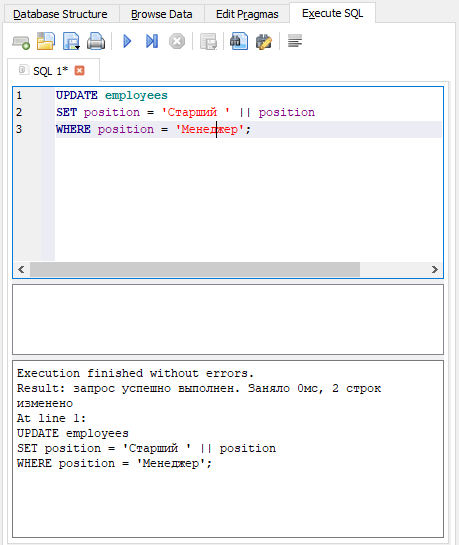 Database Structure Browse Data Edit Pragmas Execute SQL
SQL 1*
1 UPDATE employees
2 SET position = 'Старший ' || position
3 WHERE position = 'Менеджер';
Execution finished without errors.
Result: запрос успешно выполнен. Заняло 0мс, 2 строк
изменено
At line 1:
UPDATE employees
SET position = 'Старший ' || position
WHERE position = 'Менеджер';